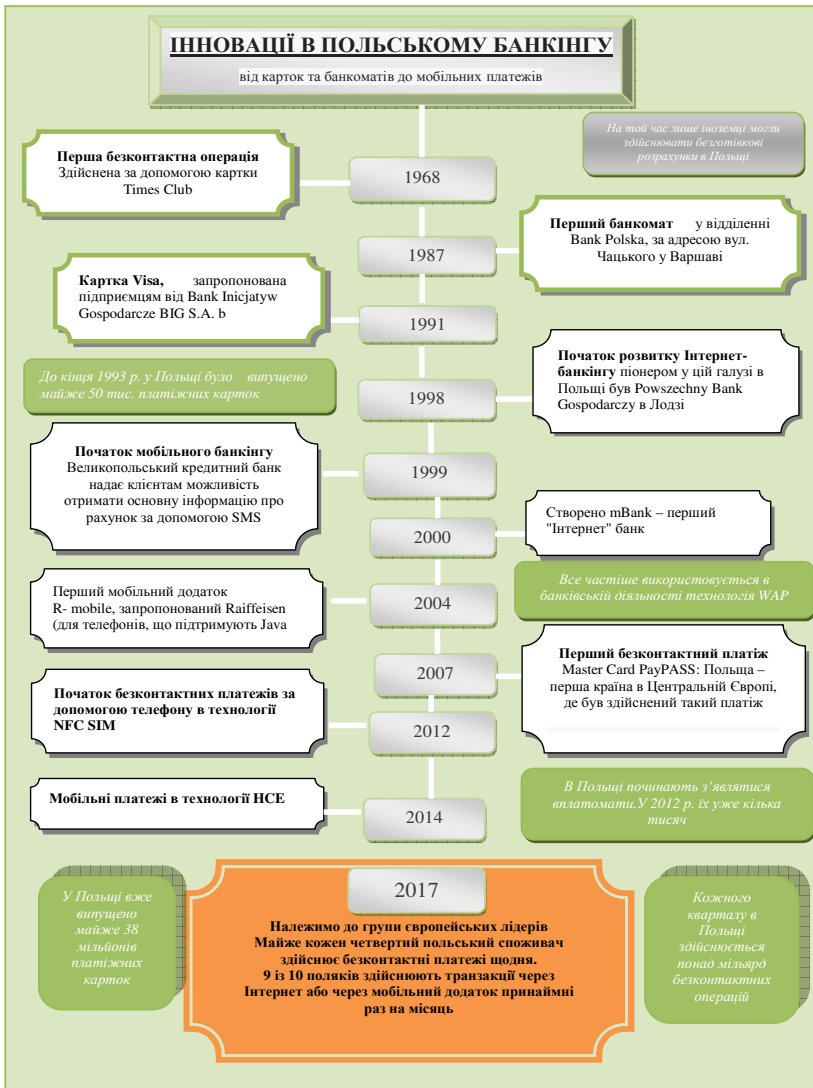 ІННОВАЦІЇ В ПОЛЬСЬКОМУ БАНКІНГУ
від карток та банкоматів до мобільних платежів
На той час лише іноземці могли
здійснювати безготівкові
розрахунки в Польщі
Перша безконтактна операція
Здійснена за допомогою картки
Times Club
1968
Перший банкомат у відділенні
Bank Polska, за адресою вул.
Чацького у Варшаві
1987
Картка Visa, запропонована
підприємцям від Bank Inicjatyw
Gospodarcze BIG S.A. b
1991
Початок розвитку Інтернет-
банкінгу піонером у цій галузі в
Польщі був Powszechny Bank
Gospodarczy в Лодзі
До кінця 1993 р. у Польщі було випущено
майже 50 тис. платіжних карток
1998
Початок мобільного банкінгу
Великопольський кредитний банк
надає клієнтам можливість
отримати основну інформацію про
рахунок за допомогою SMS
1999
Створено mBank – перший
"Інтернет" банк
2000
Все частіше використовується в
банківській діяльності технологія WAP
Перший мобільний додаток
R- mobile, запропонований Raiffeisen
(для телефонів, що підтримують Java
2004
Перший безконтактний платіж
Master Card PayPASS: Польща –
перша країна в Центральній Європі,
де був здійснений такий платіж
2007
Початок безконтактних платежів за
допомогою телефону в технології
NFC SIM
2012
В Польщі починають з’являтися
вплатомати.У 2012 р. їх уже кілька
тисяч
Мобільні платежі в технології HCE
2014
У Польщі вже
випущено
майже 38
мільйонів
платіжних
карток
2017
Належимо до групи європейських лідерів
Майже кожен четвертий польський споживач
здійснює безконтактні платежі щодня.
9 із 10 поляків здійснюють транзакції через
Інтернет або через мобільний додаток принаймні
раз на місяць
Кожного
кварталу в
Польщі
здійснюється
понад мільярд
безконтактних
операцій